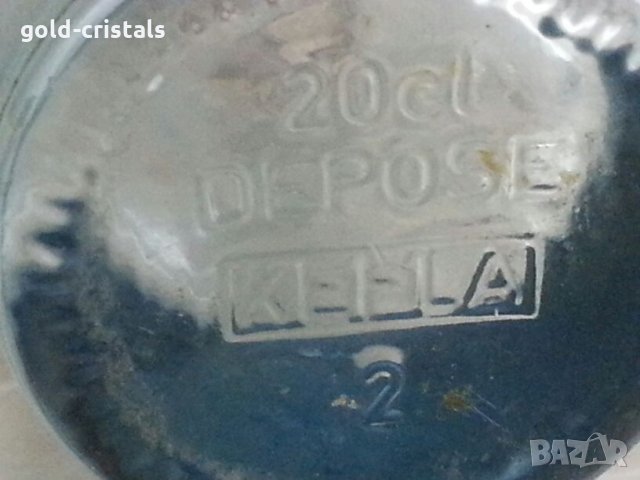 gold-cristals
20cl
DEPOSE
2
BAZAR